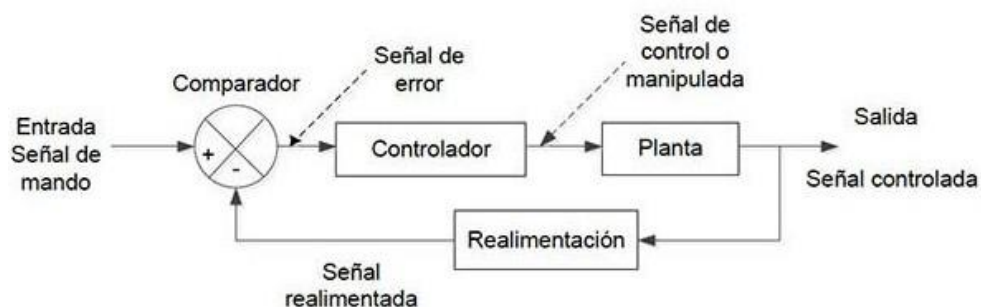 Comparador
Señal de
error
Señal de
control o
manipulada
Entrada
Señal de
mando
+
-
Controlador
Planta
Salida
Señal controlada
Realimentación
Señal
realimentada